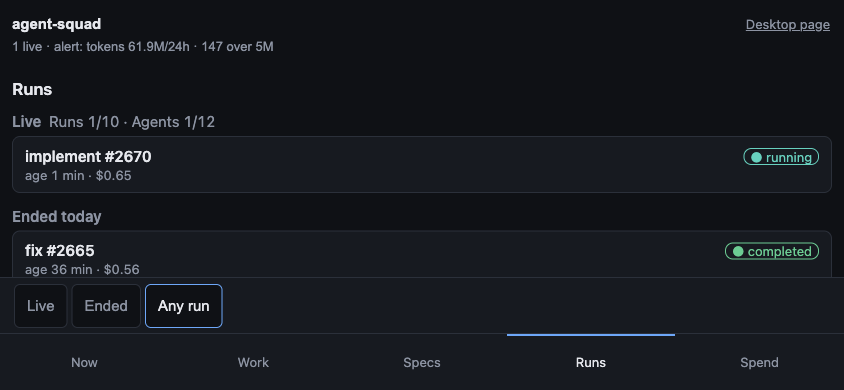 agent-squad
Desktop page
1 live · alert: tokens 61.9M/24h · 147 over 5M
Runs
Live Runs 1/10 · Agents 1/12
implement #2670
running
age 1 min · $0.65
Ended today
fix #2665
completed
age 36 min · $0.56
Live Ended Any run
Now Work Specs Runs Spend